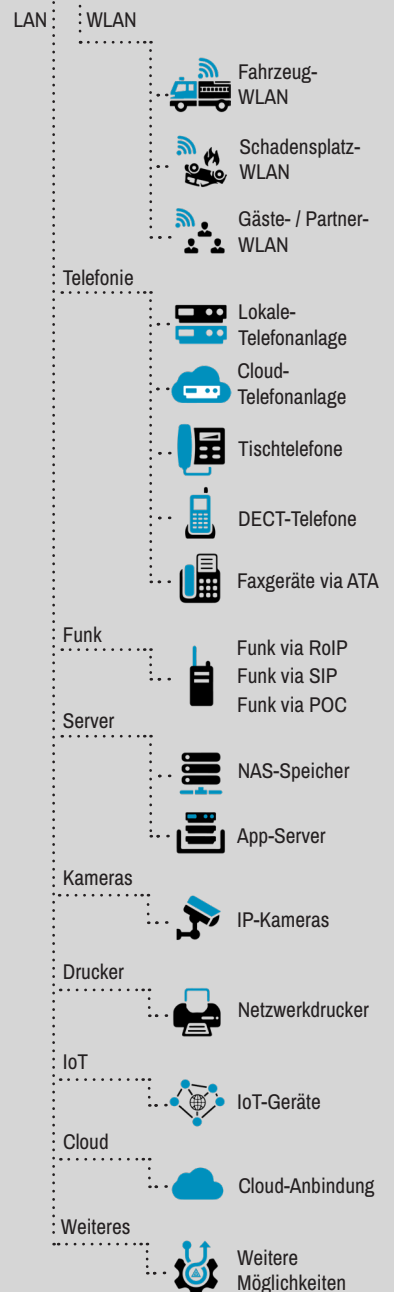 LAN WLAN
Fahrzeug-
WLAN
Schadensplatz-
WLAN
Gäste- / Partner-
WLAN
Telefonie
Lokale-
Telefonanlage
Cloud-
Telefonanlage
Tischtelefone
DECT-Telefone
Faxgeräte via ATA
Funk
Funk via RoIP
Funk via SIP
Funk via POC
Server
NAS-Speicher
App-Server
Kameras
IP-Kameras
Drucker
Netzwerkdrucker
IoT
IoT-Geräte
Cloud
Cloud-Anbindung
Weiteres
Weitere
Möglichkeiten